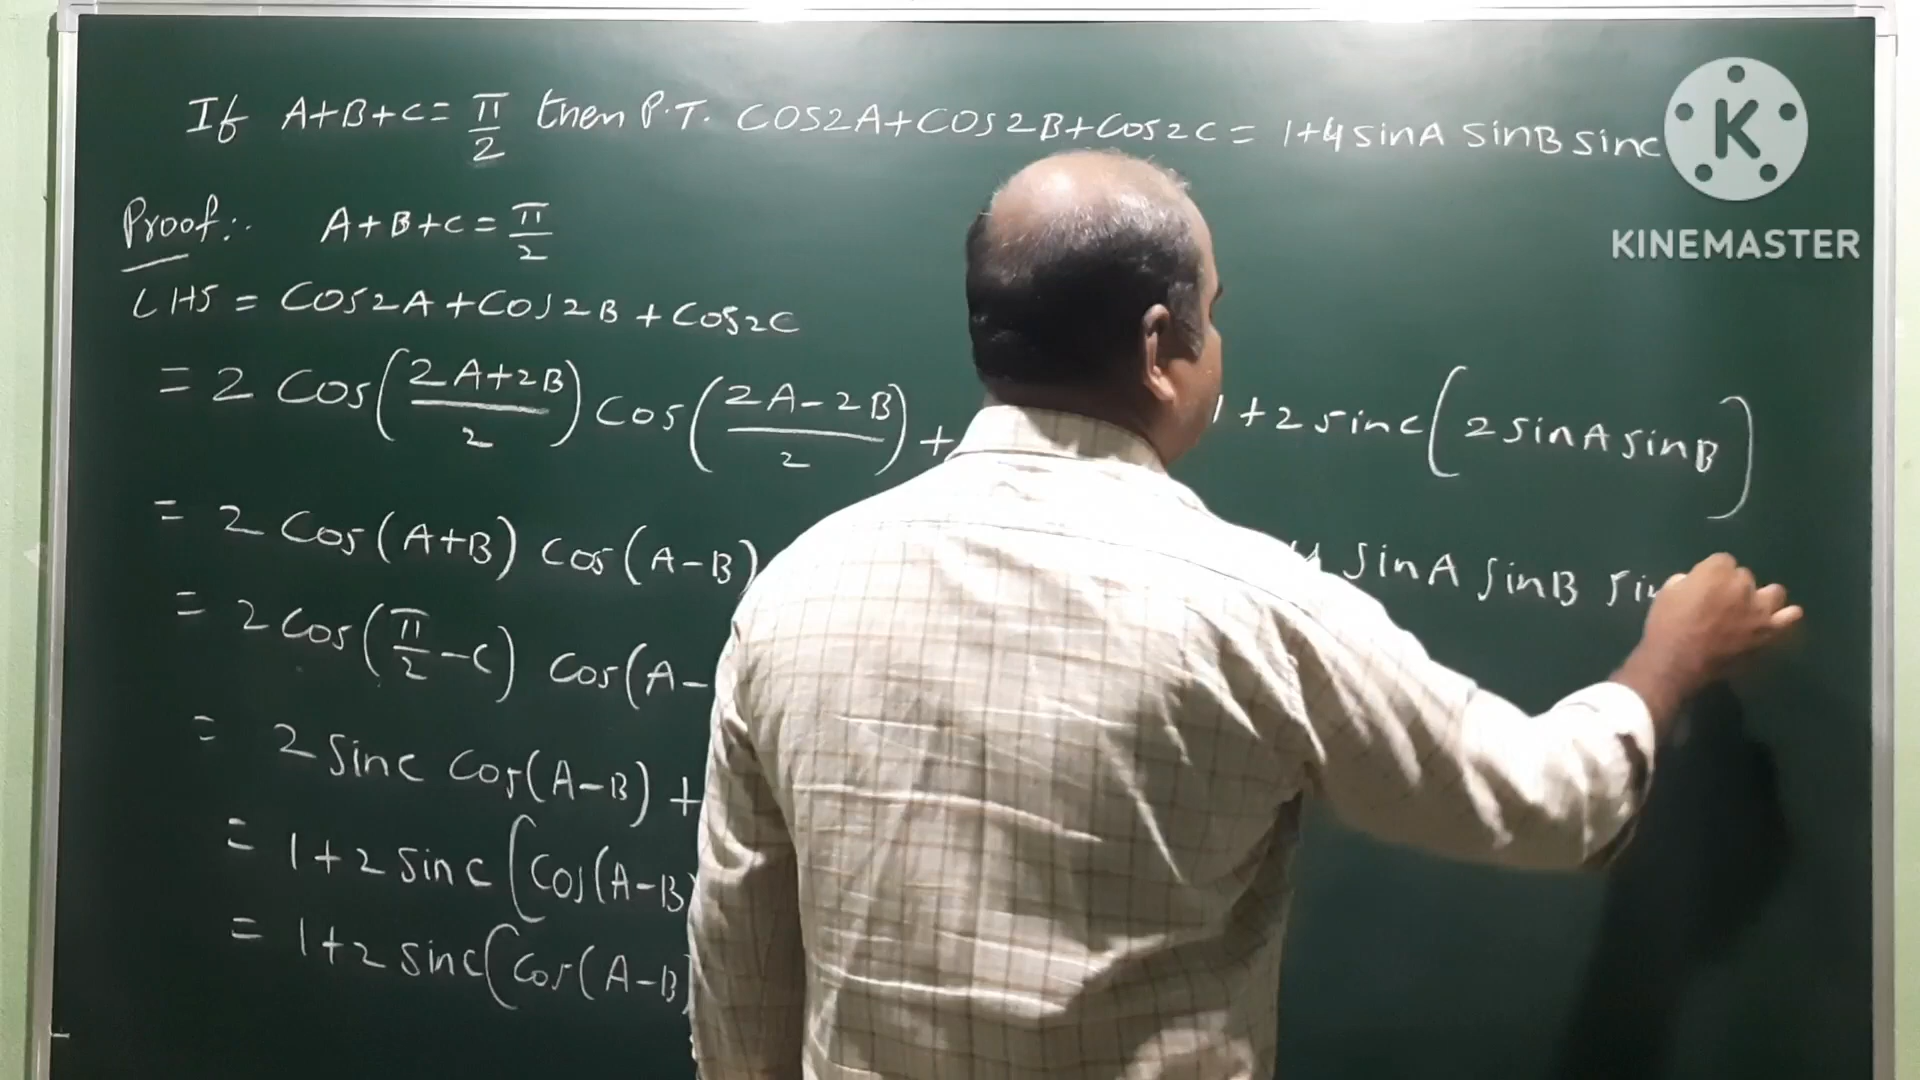 If A+B+C = π/2 then P.T. COS2A+COS2B+COS2C = 1+4 sinA SinB sinc
K
KINEMASTER
Proof:. A+B+C = π/2
LHS = COS2A+COS2B+COS2C
= 2 Cos((2A+2B)/2) Cos((2A-2B)/2) +
= 2 Cos(A+B) Cos(A-B)
= 2 Cos(π/2 -C) Cos(A-
= 2 Sinc Cos(A-B) +
= 1+2 Sinc [Cos(A-B)
= 1+2 Sinc (Cos(A-B)
1+2 sinc (2 sinA sinB)
4 SinA SinB